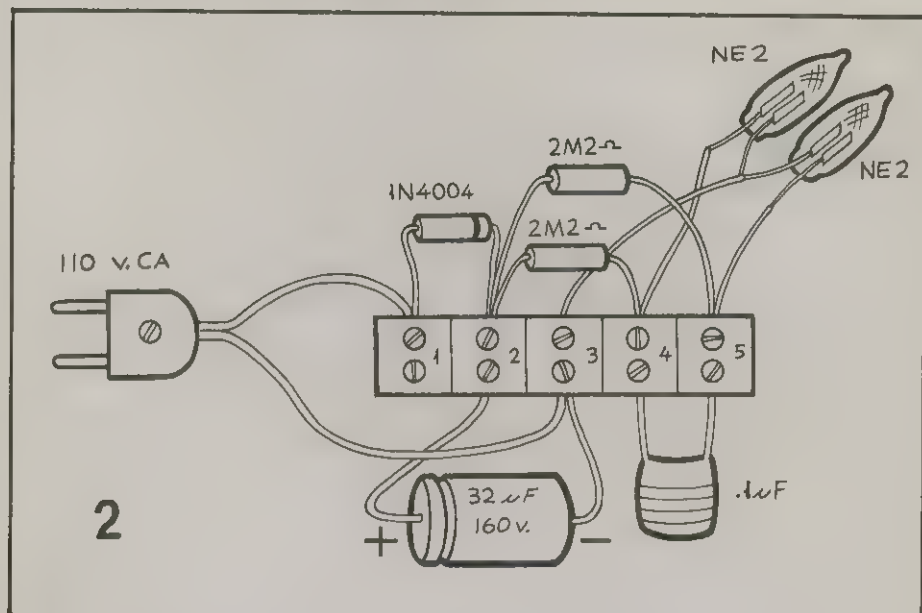 NE2
NE2
2M2Ω
1N4004
2M2Ω
110 v. CA
1
2
3
4
5
32 uF
160 v.
+
-
.1uF
2